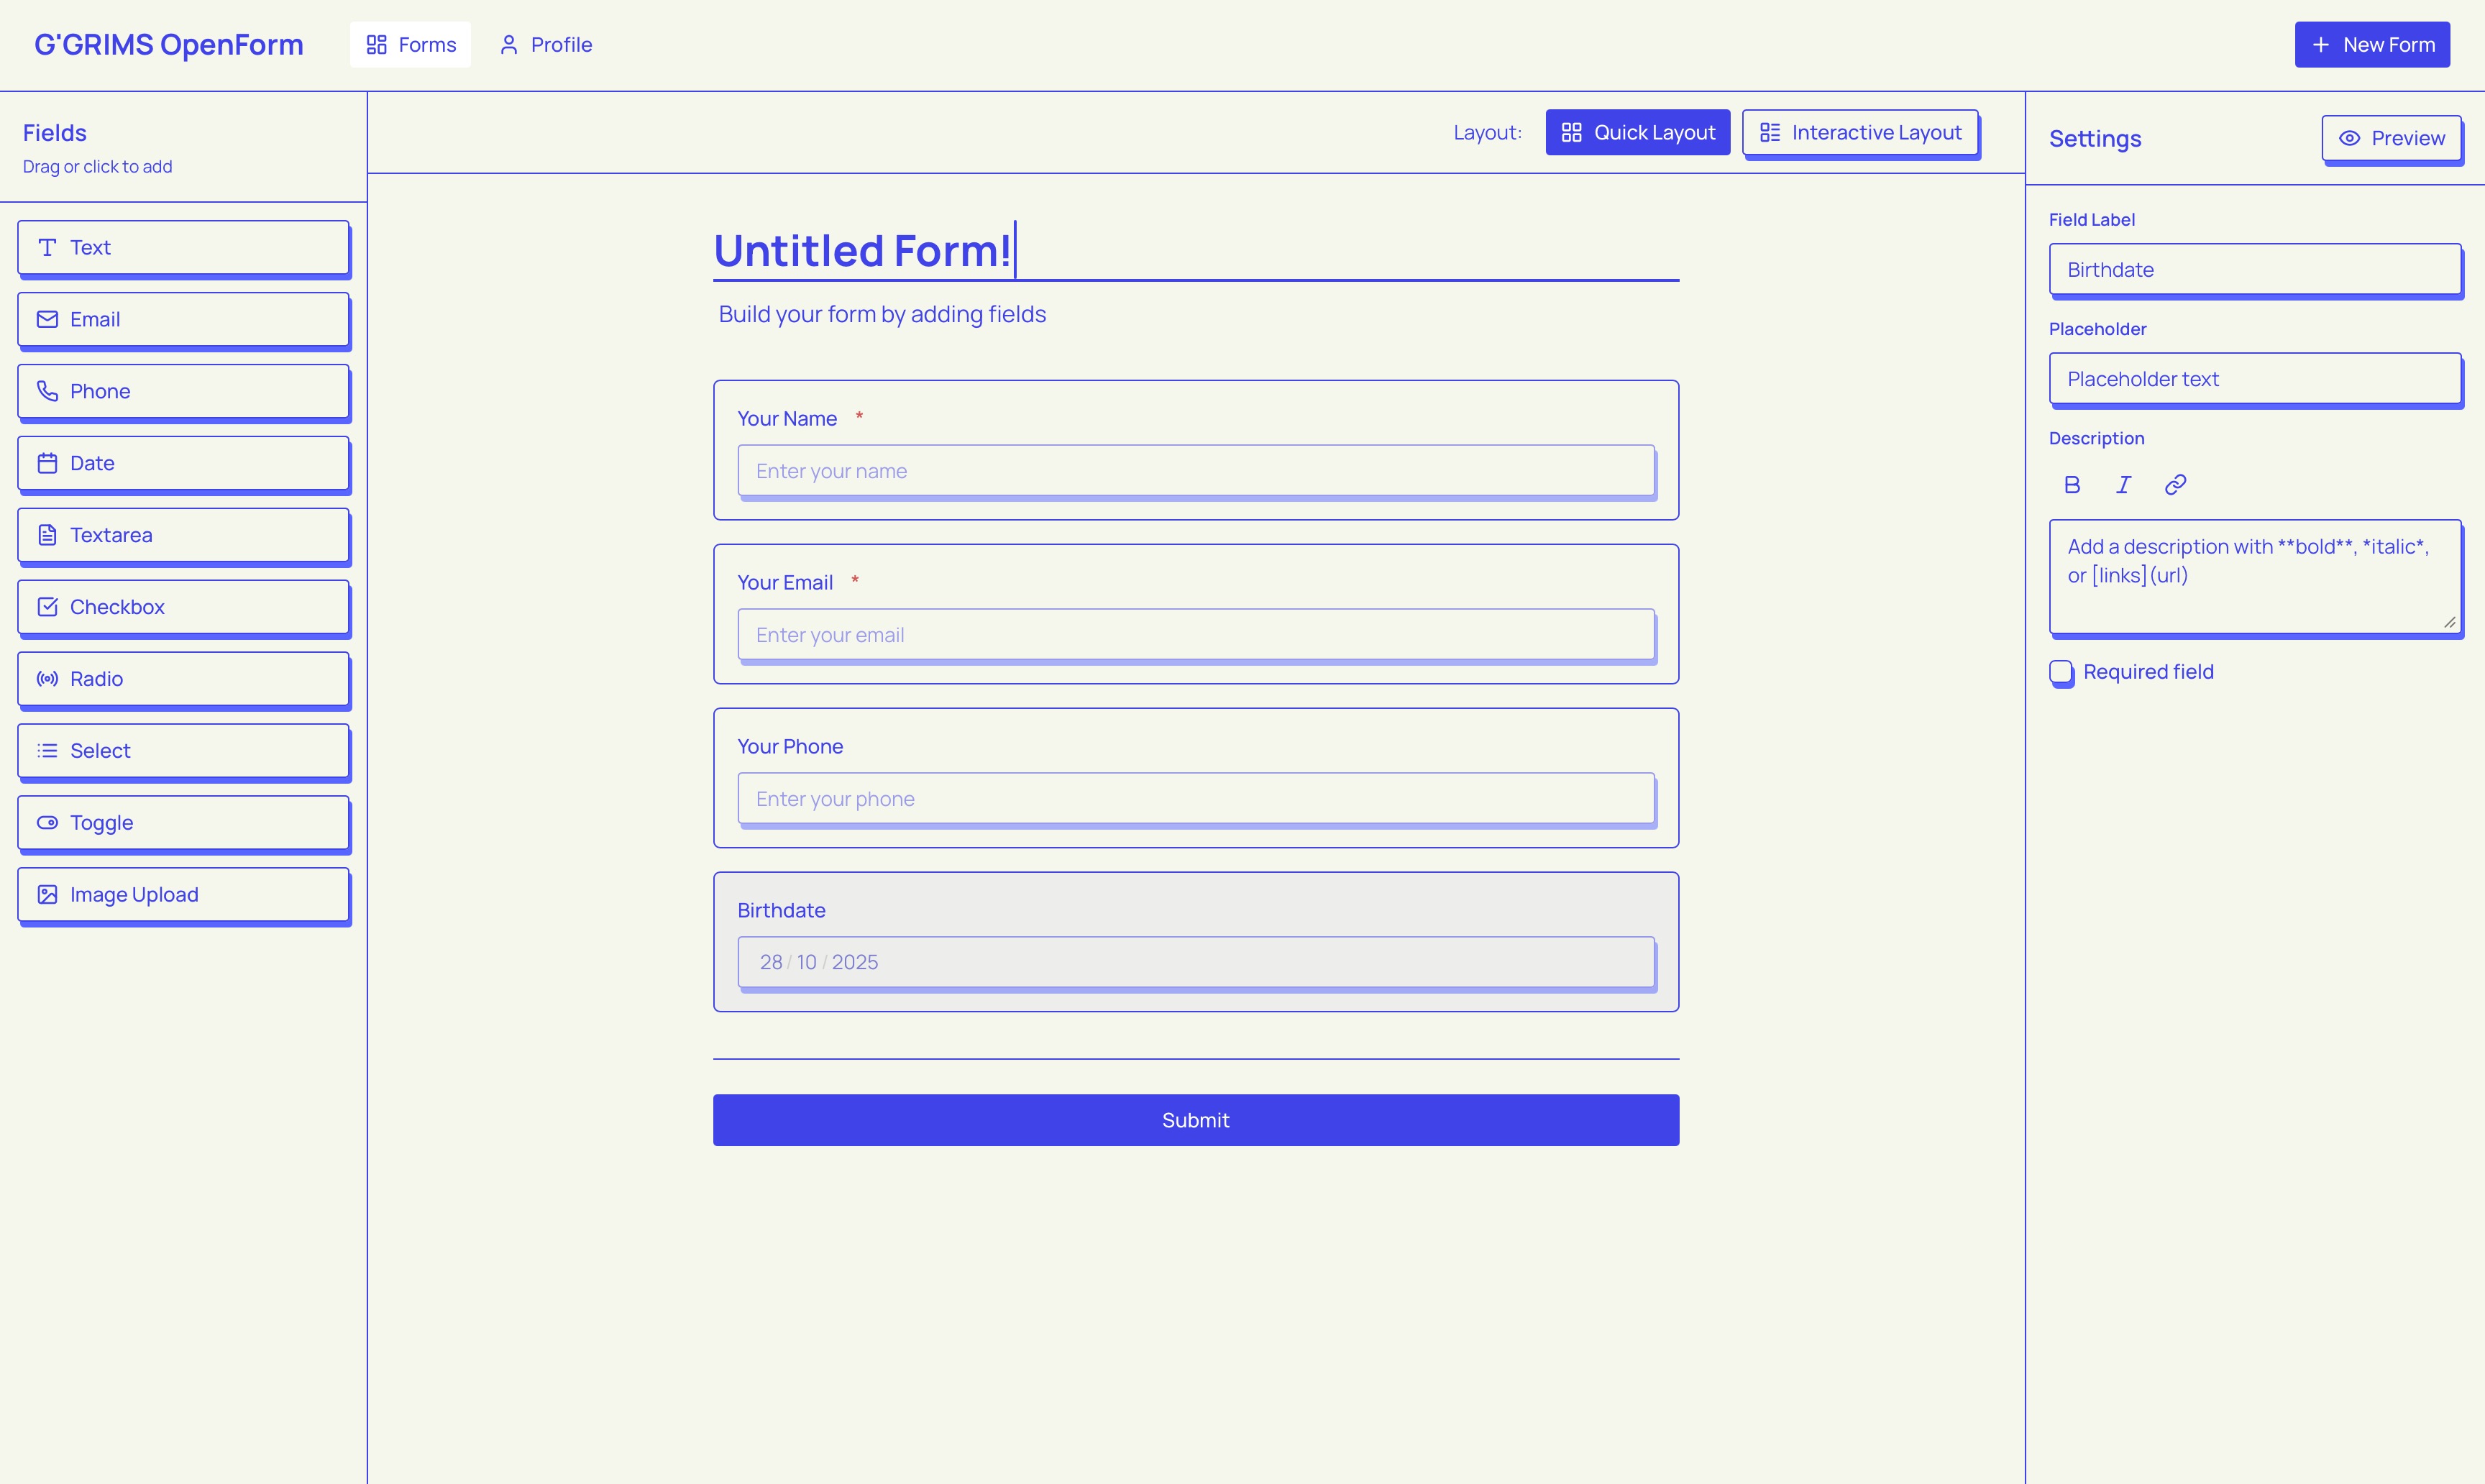 G'GRIMS OpenForm
Forms
Profile
New Form
Fields
Drag or click to add
Text
Email
Phone
Date
Textarea
Checkbox
Radio
Select
Toggle
Image Upload
Layout:
Quick Layout
Interactive Layout
Untitled Form!
Build your form by adding fields
Your Name *
Enter your name
Your Email *
Enter your email
Your Phone
Enter your phone
Birthdate
28 / 10 / 2025
Submit
Settings
Preview
Field Label
Birthdate
Placeholder
Placeholder text
Description
B I
Add a description with **bold**, *italic*,
or [links](url)
Required field